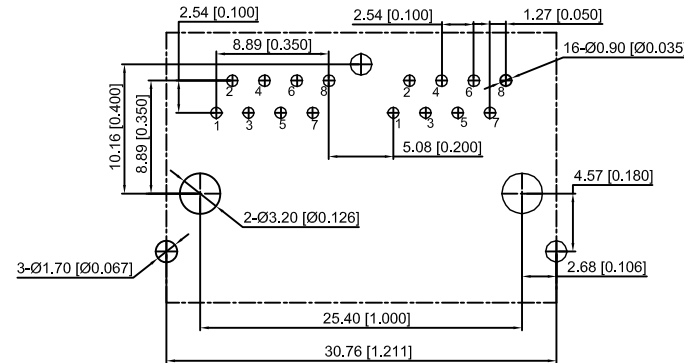 2.54 [0.100]
2.54 [0.100]
1.27 [0.050]
8.89 [0.350]
16-Ø0.90 [Ø0.035]
2 4 6 8
2 4 6 8
10.16 [0.400]
8.89 [0.350]
1 3 5 7
1 3 5 7
5.08 [0.200]
4.57 [0.180]
2-Ø3.20 [Ø0.126]
3-Ø1.70 [Ø0.067]
2.68 [0.106]
25.40 [1.000]
30.76 [1.211]